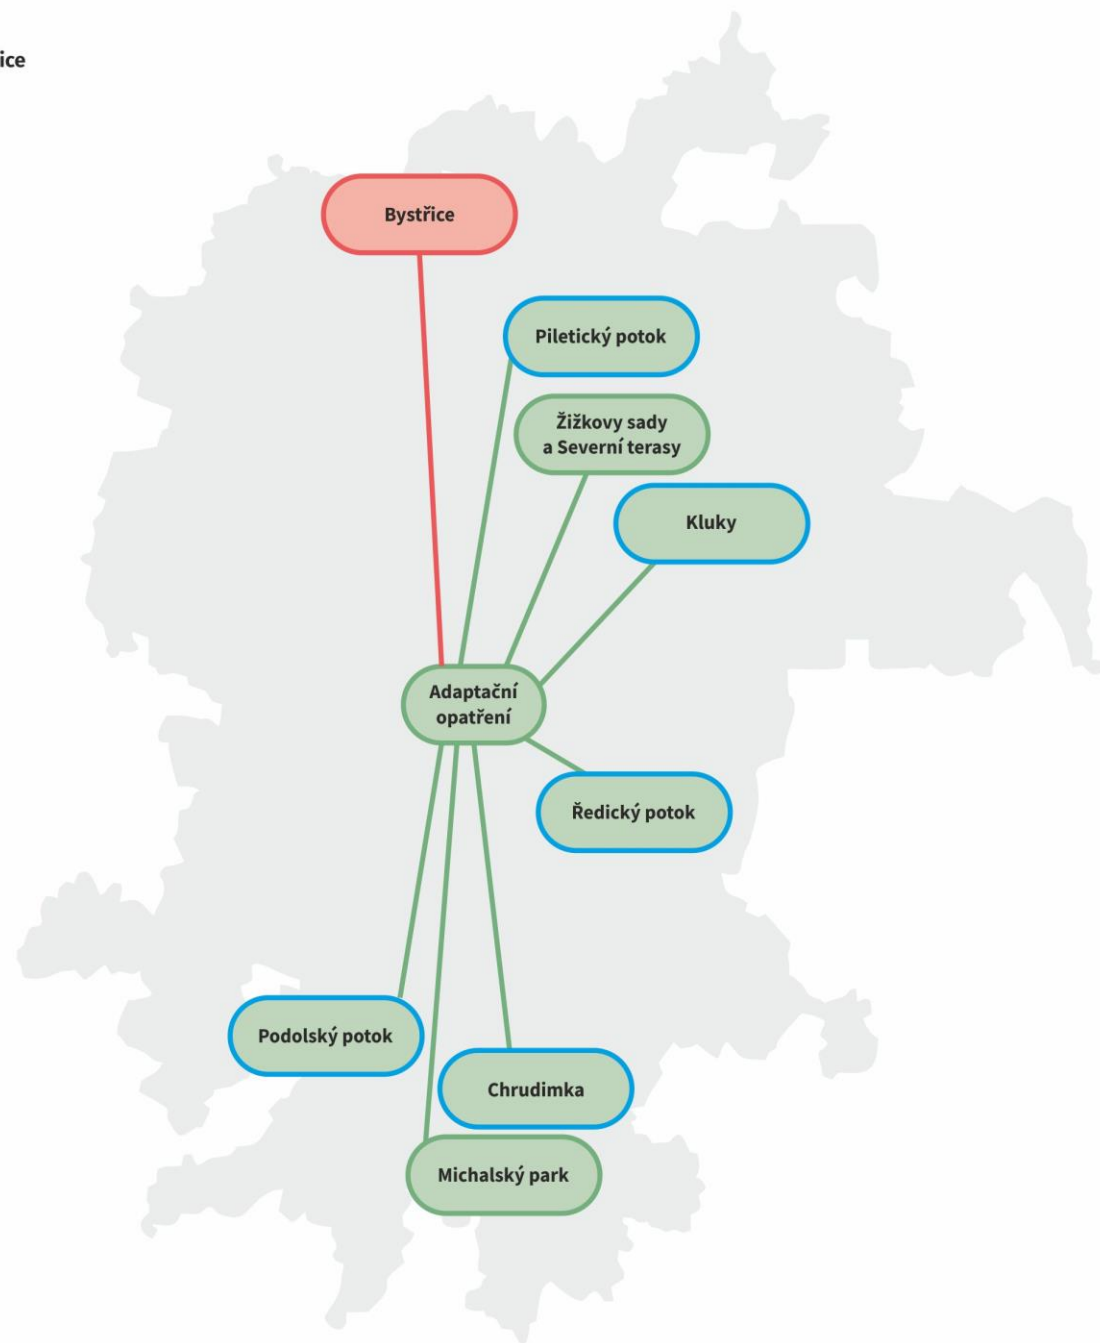 ice
Bystřice
Piletický potok
Žižkovy sady
a Severní terasy
Kluky
Adaptační
opatření
Ředický potok
Podolský potok
Chrudimka
Michalský park